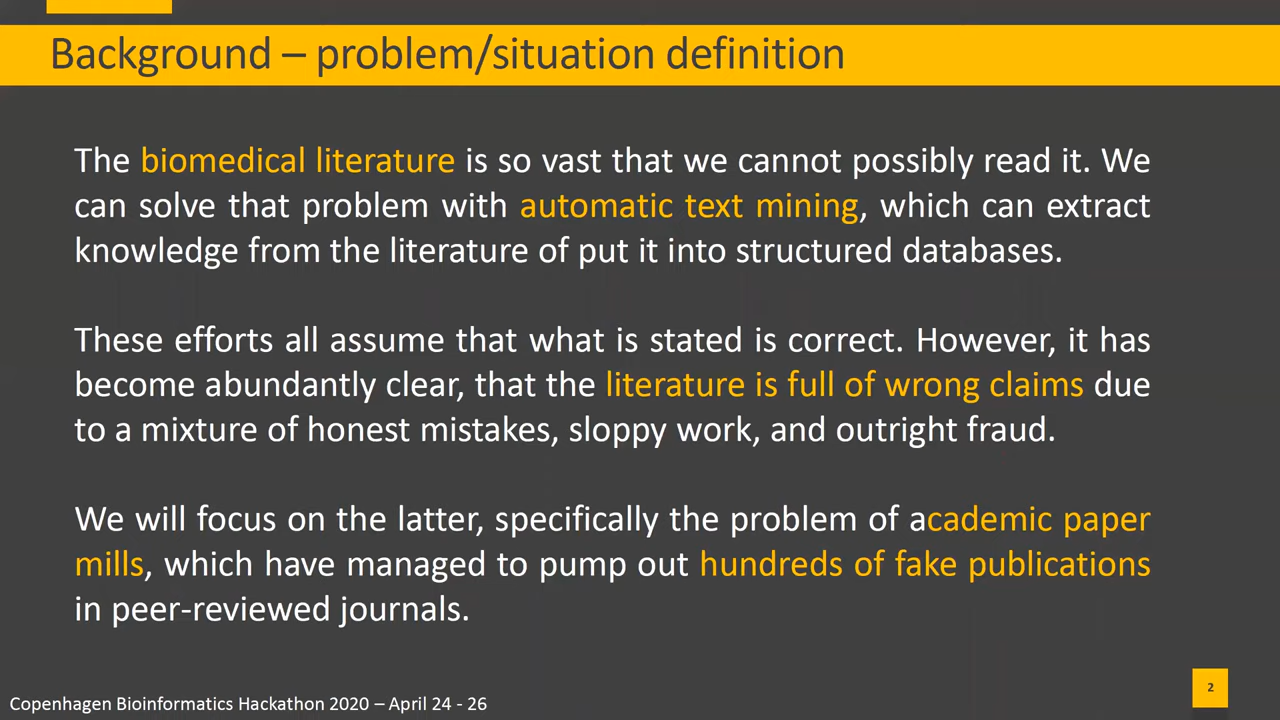 Background – problem/situation definition
The biomedical literature is so vast that we cannot possibly read it. We
can solve that problem with automatic text mining, which can extract
knowledge from the literature of put it into structured databases.
These efforts all assume that what is stated is correct. However, it has
become abundantly clear, that the literature is full of wrong claims due
to a mixture of honest mistakes, sloppy work, and outright fraud.
We will focus on the latter, specifically the problem of academic paper
mills, which have managed to pump out hundreds of fake publications
in peer-reviewed journals.
2
Copenhagen Bioinformatics Hackathon 2020 – April 24 - 26